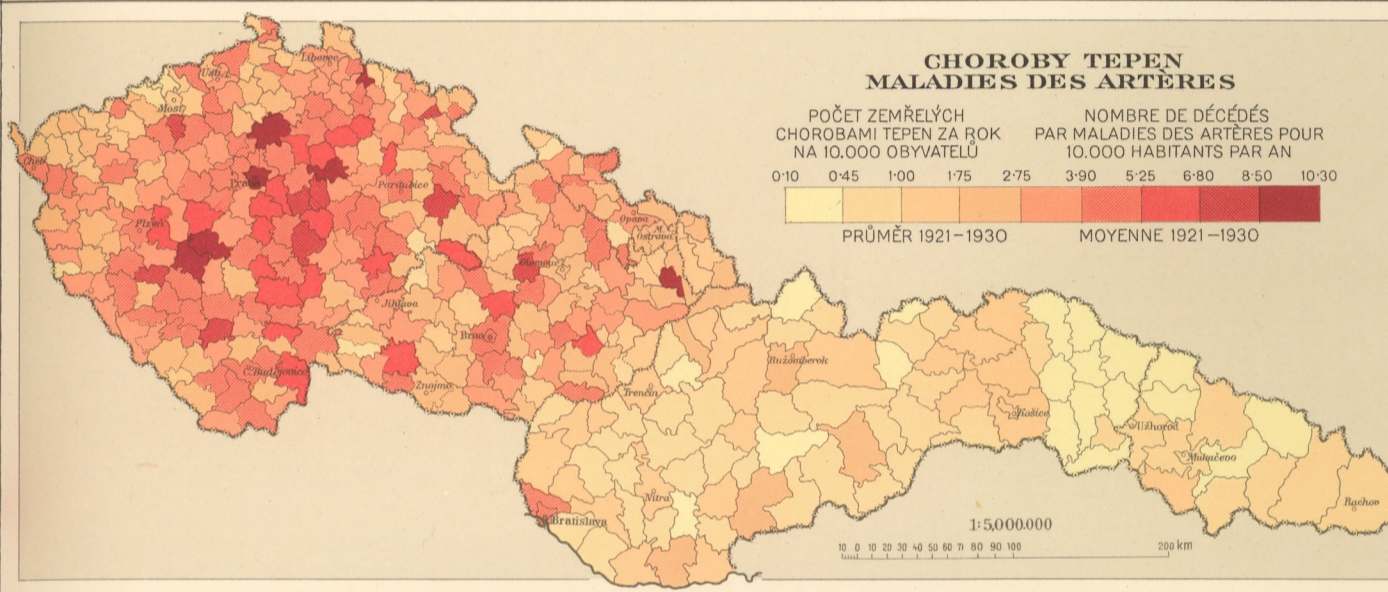 CHOROBY TEPEN
MALADIES DES ARTÈRES
POČET ZEMŘELÝCH
CHOROBAMI TEPEN ZA ROK
NA 10.000 OBYVATELŮ
NOMBRE DE DÉCÉDÉS
PAR MALADIES DES ARTÈRES POUR
10.000 HABITANTS PAR AN
0·10 0·45 1·00 1·75 2·75 3·90 5·25 6·80 8·50 10·30
PRŮMĚR 1921–1930
MOYENNE 1921–1930
Liberec
Ústí
Most
Cheb
Praha
Pardubice
Plzeň
Opava
M. Ostrava
Olomouc
Jihlava
Brno
Č. Budějovice
Znojmo
Trenčín
Ružomberok
Košice
Užhorod
Mukačevo
Rachov
Nitra
Bratislava
1:5,000.000
10 0 10 20 30 40 50 60 70 80 90 100 200 km